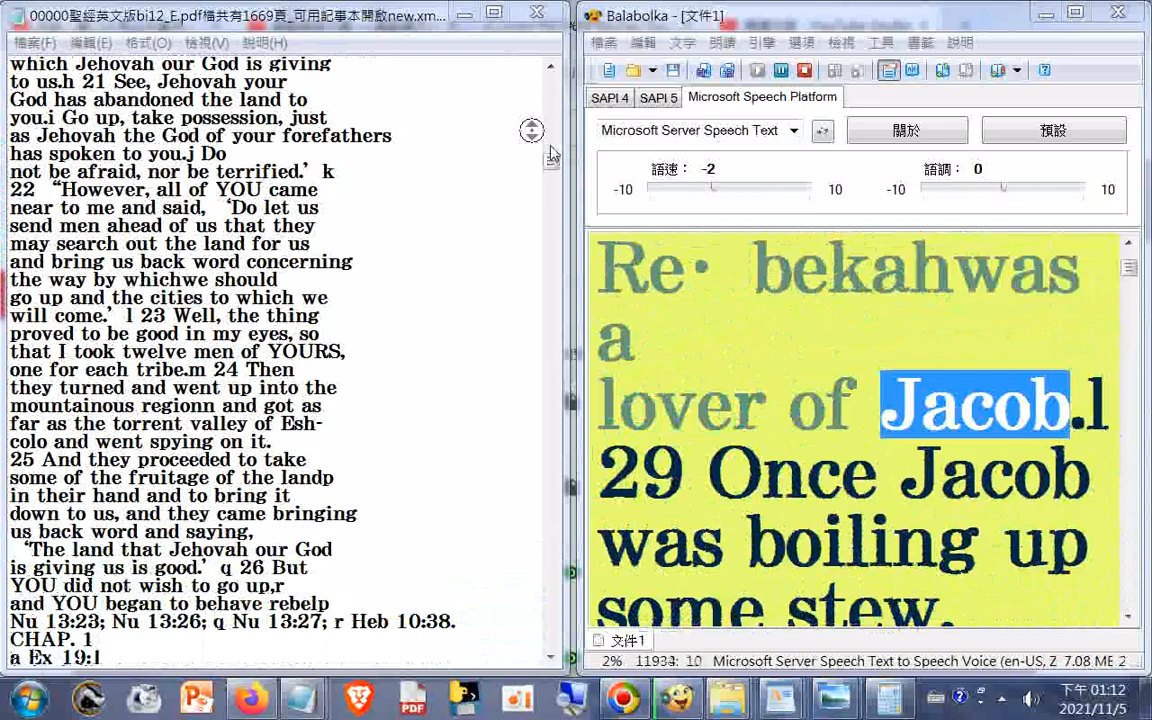 00000聖經英文版bi12_E.pdf檔共有1669頁_可用記事本開啟new.xm...
檔案(F) 編輯(E) 格式(O) 檢視(V) 說明(H)
which Jehovah our God is giving
to us.h 21 See, Jehovah your
God has abandoned the land to
you.i Go up, take possession, just
as Jehovah the God of your forefathers
has spoken to you.j Do
not be afraid, nor be terrified.’ k
22 “However, all of YOU came
near to me and said, ‘Do let us
send men ahead of us that they
may search out the land for us
and bring us back word concerning
the way by whichwe should
go up and the cities to which we
will come.’ l 23 Well, the thing
proved to be good in my eyes, so
that I took twelve men of YOURS,
one for each tribe.m 24 Then
they turned and went up into the
mountainous regionn and got as
far as the torrent valley of Esh-
colo and went spying on it.
25 And they proceeded to take
some of the fruitage of the landp
in their hand and to bring it
down to us, and they came bringing
us back word and saying,
‘The land that Jehovah our God
is giving us is good.’ q 26 But
YOU did not wish to go up,r
and YOU began to behave rebelp
Nu 13:23; Nu 13:26; q Nu 13:27; r Heb 10:38.
CHAP. 1
a Ex 19:1
Balabolka - [文件1]
檔案 編輯 文字 朗讀 引擎 選項 檢視 工具 書籤 說明
SAPI 4 SAPI 5 Microsoft Speech Platform
Microsoft Server Speech Text 關於 預設
語速： -2 語調： 0
-10 10 -10 10
Re· bekahwas
a
lover of Jacob.l
29 Once Jacob
was boiling up
some stew.
文件1
2% 11934: 10 Microsoft Server Speech Text to Speech Voice (en-US, Z 7.08 MB 2
PDF
下午 01:12
2021/11/5